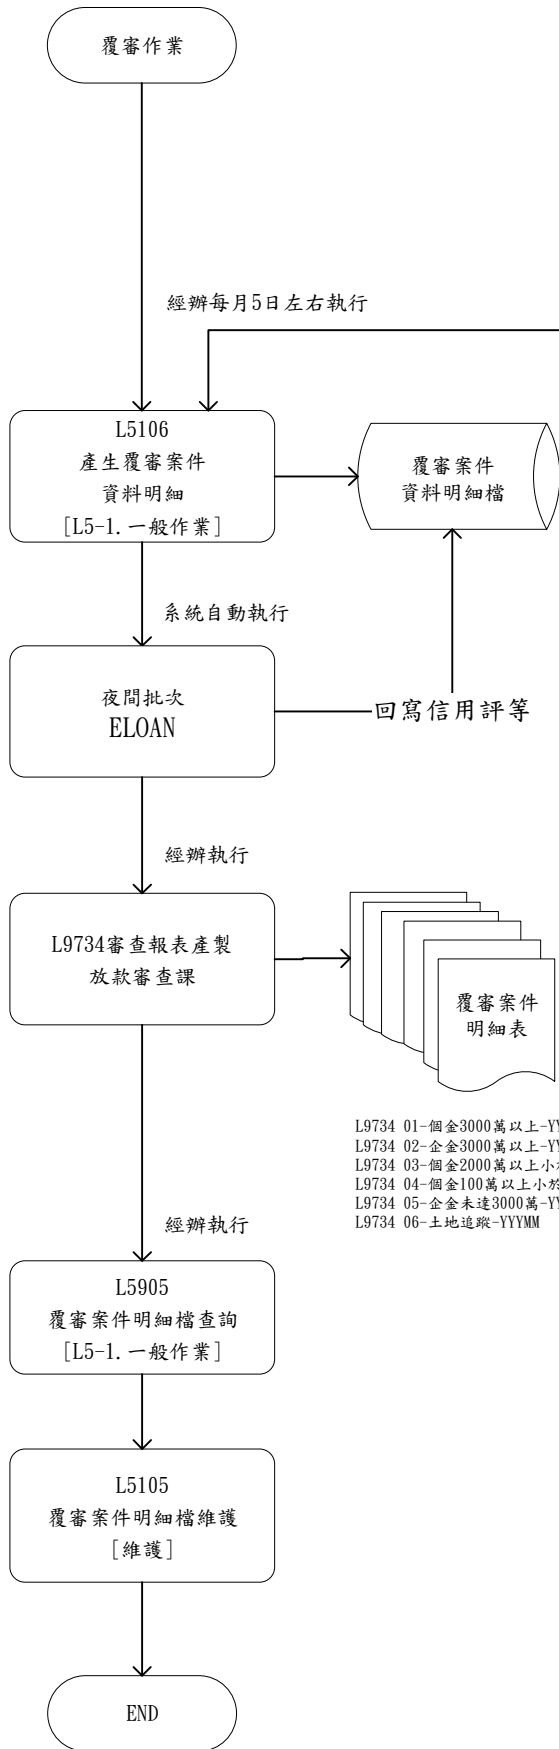 覆審作業
經辦每月5日左右執行
L5106
產生覆審案件
資料明細
[L5-1.一般作業]
覆審案件
資料明細檔
系統自動執行
夜間批次
ELOAN
回寫信用評等
經辦執行
L9734審查報表產製
放款審查課
覆審案件
明細表
L9734 01-個金3000萬以上-YY
L9734 02-企金3000萬以上-YY
L9734 03-個金2000萬以上小
L9734 04-個金100萬以上小於
L9734 05-企金未達3000萬-YY
L9734 06-土地追蹤-YYYMM
經辦執行
L5905
覆審案件明細檔查詢
[L5-1.一般作業]
L5105
覆審案件明細檔維護
[維護]
END